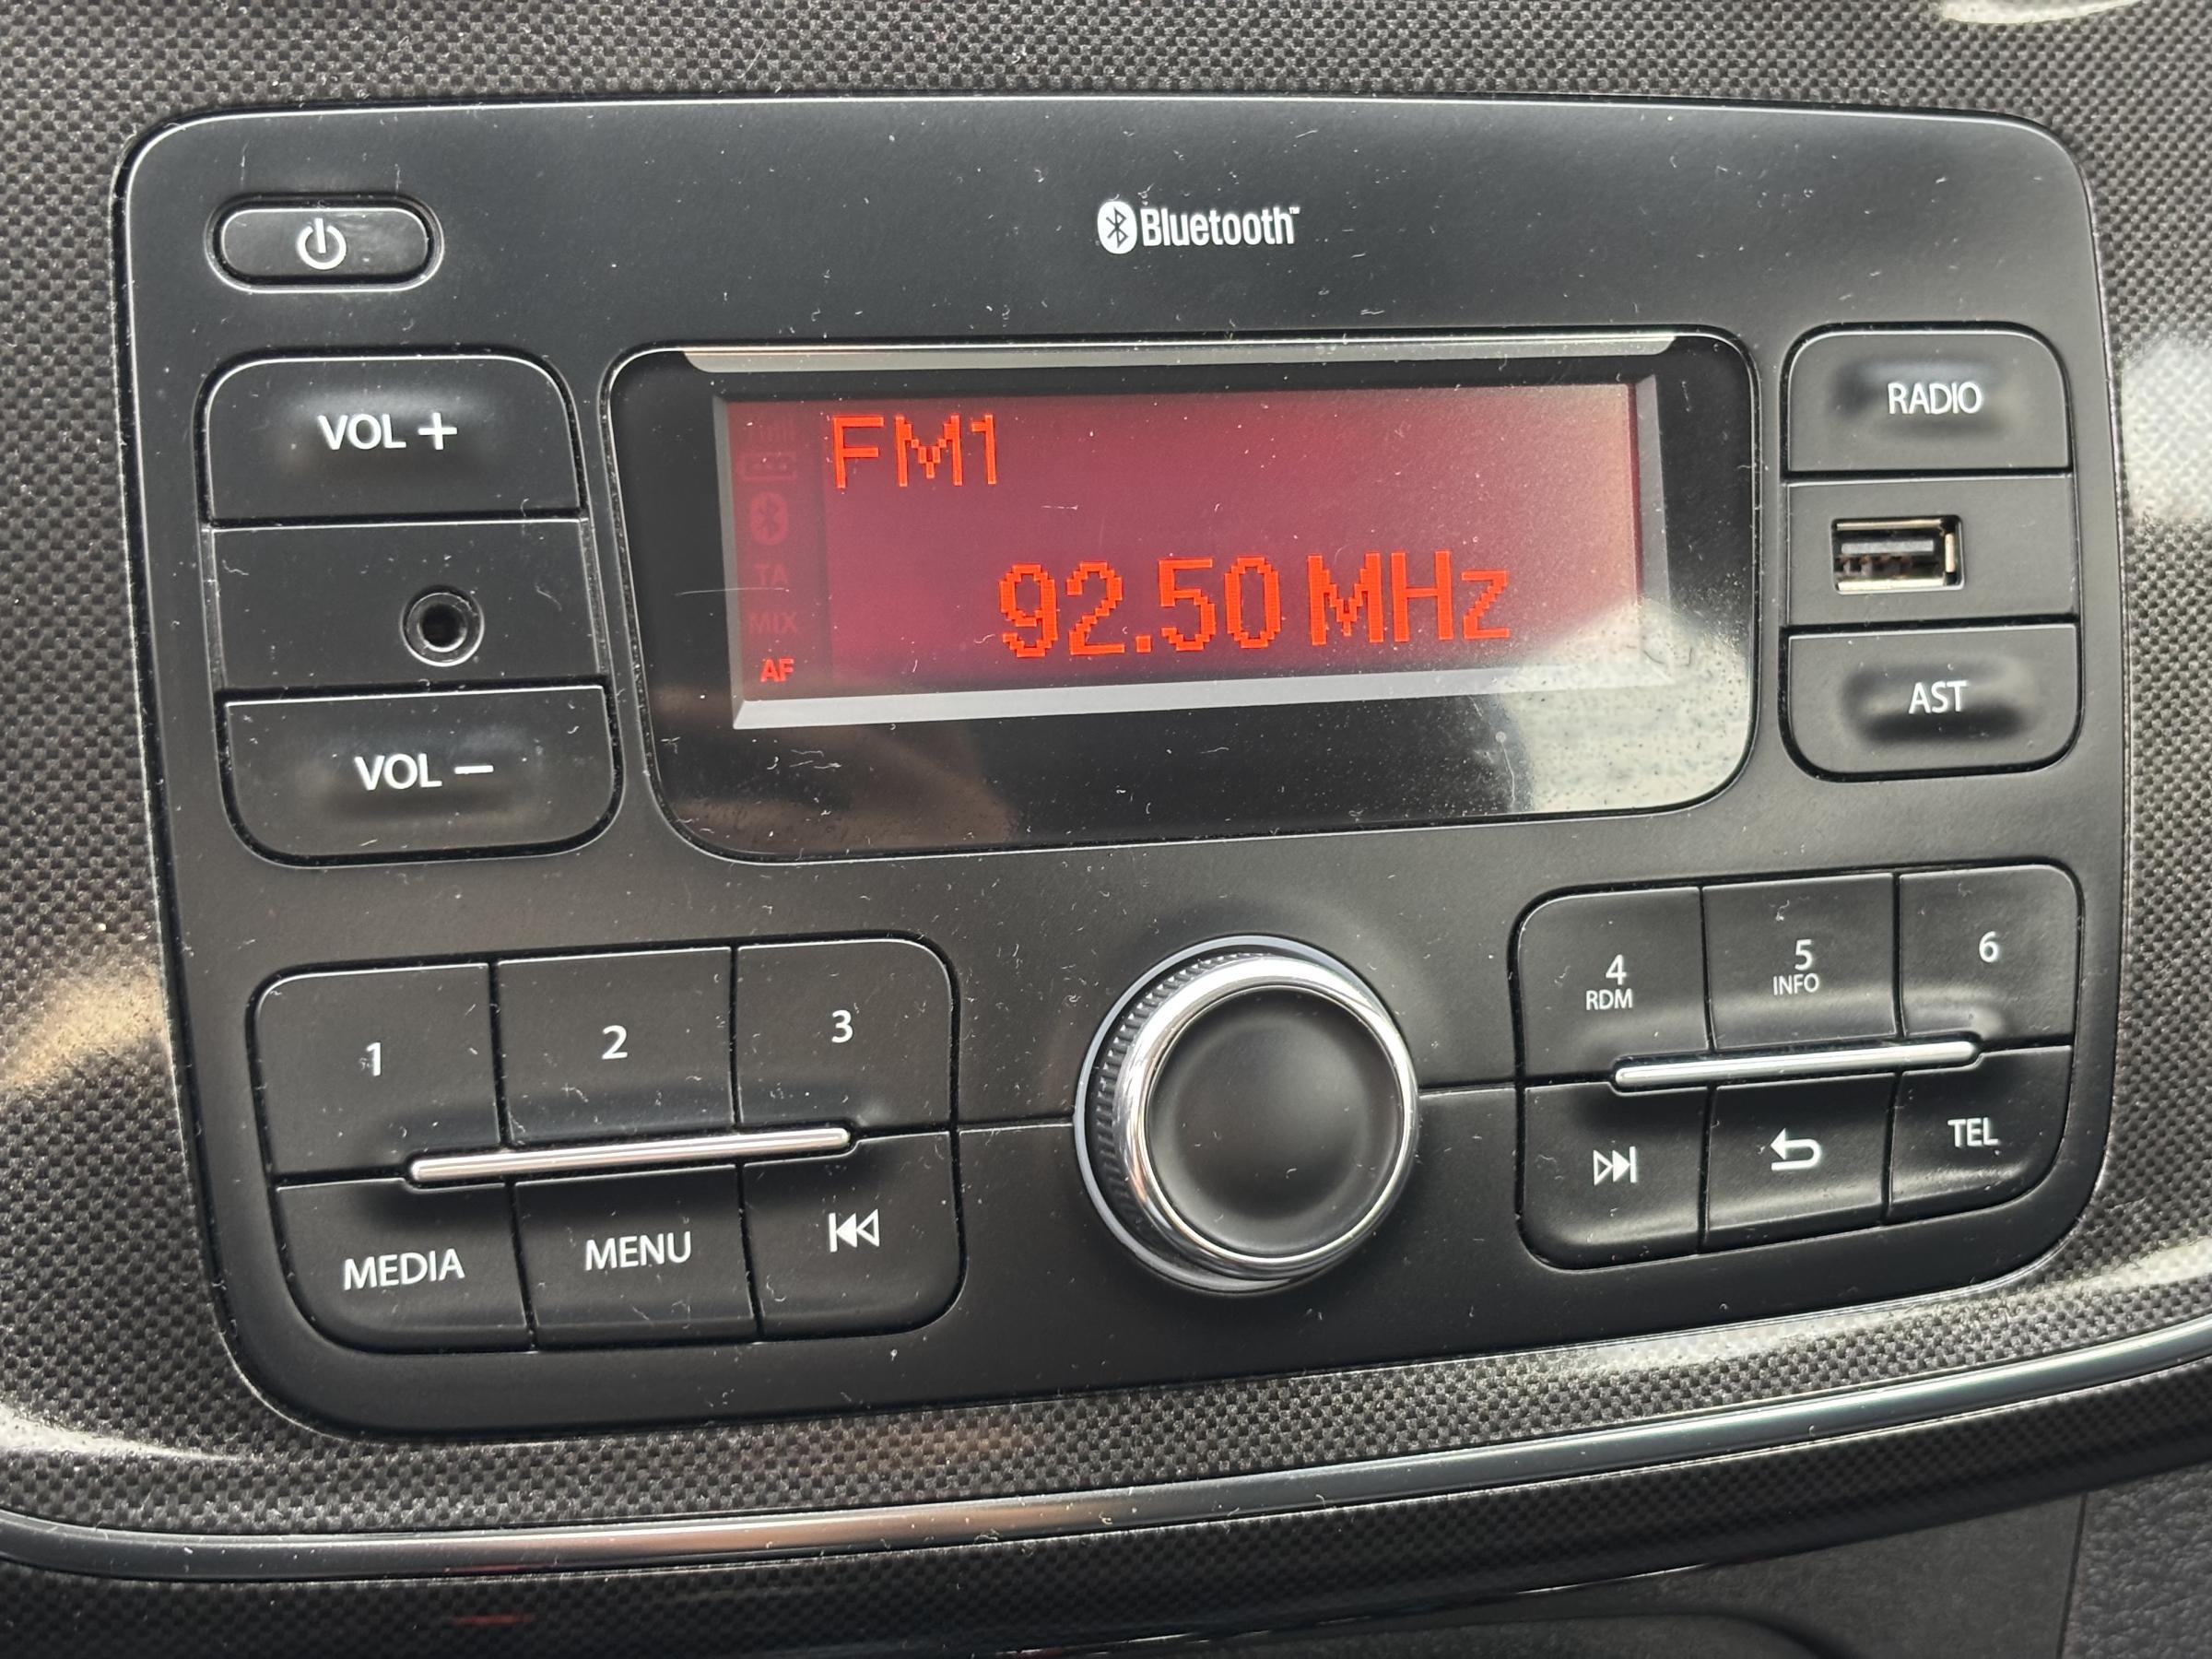 Bluetooth™
VOL +
VOL –
FM1
TA
MIX
AF
92.50 MHz
RADIO
AST
1
2
3
MEDIA
MENU
4
RDM
5
INFO
6
TEL